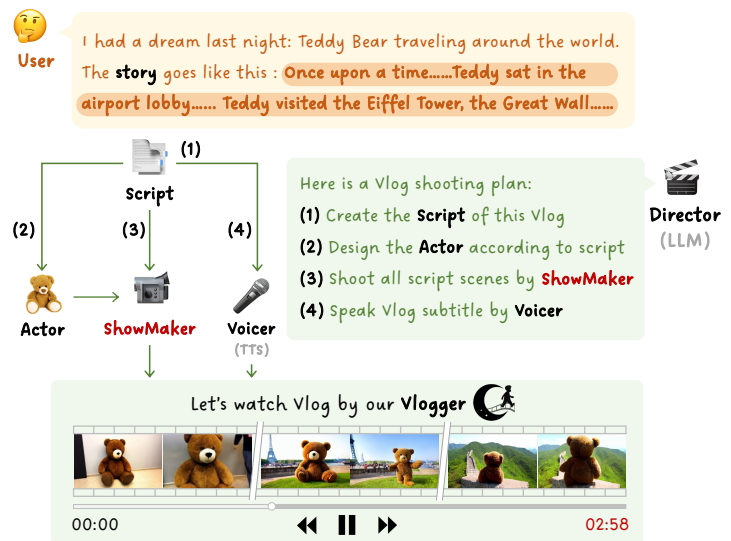 I had a dream last night: Teddy Bear traveling around the world.
The story goes like this : Once upon a time......Teddy sat in the
airport lobby...... Teddy visited the Eiffel Tower, the Great Wall......
User
(1)
Script
(2)
(3)
(4)
Actor
ShowMaker
Voicer
(TTS)
Here is a Vlog shooting plan:
(1) Create the Script of this Vlog
(2) Design the Actor according to script
(3) Shoot all script scenes by ShowMaker
(4) Speak Vlog subtitle by Voicer
Director
(LLM)
Let's watch Vlog by our Vlogger
00:00
02:58